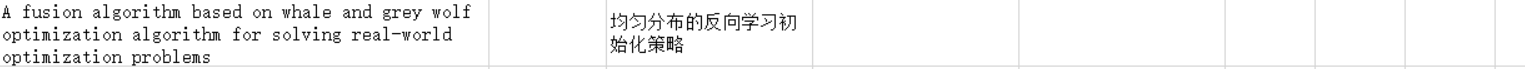 A fusion algorithm based on whale and grey wolf
optimization algorithm for solving real-world
optimization problems
均匀分布的反向学习初
始化策略